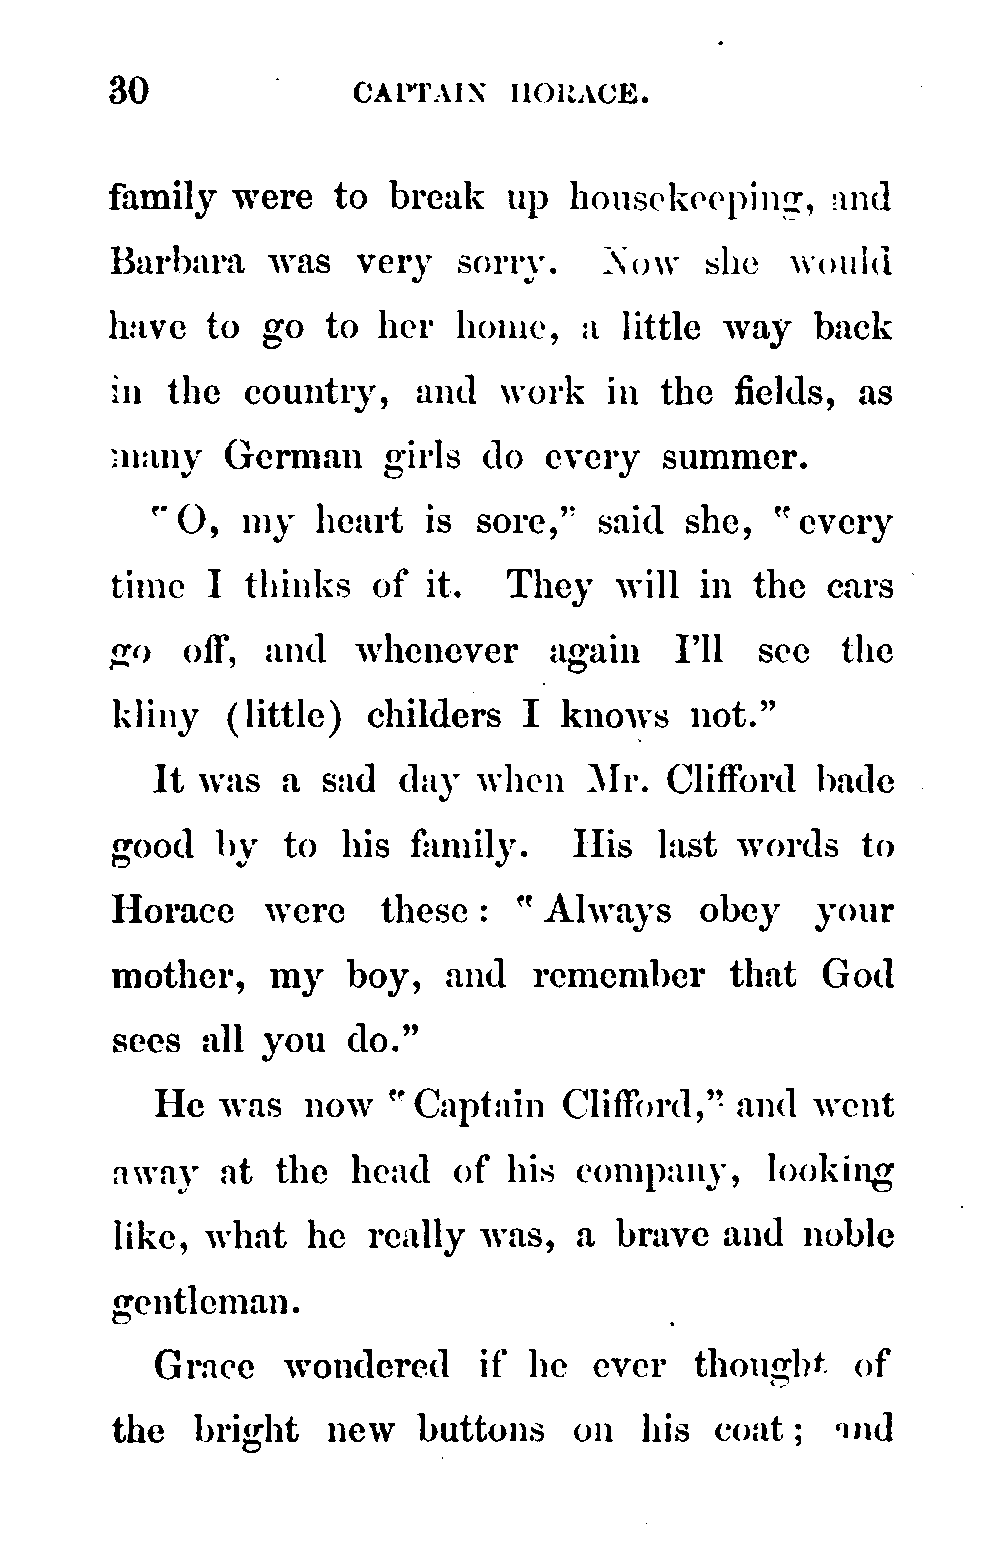 30 CAPTAIN HORACE.
family were to break up housekeeping, and
Barbara was very sorry. Now she would
have to go to her home, a little way back
in the country, and work in the fields, as
many German girls do every summer.
"O, my heart is sore," said she, "every
time I thinks of it. They will in the cars
go off, and whenever again I'll see the
kliny (little) childers I knows not."
It was a sad day when Mr. Clifford bade
good by to his family. His last words to
Horace were these: "Always obey your
mother, my boy, and remember that God
sees all you do."
He was now "Captain Clifford," and went
away at the head of his company, looking
like, what he really was, a brave and noble
gentleman.
Grace wondered if he ever thought of
the bright new buttons on his coat; and